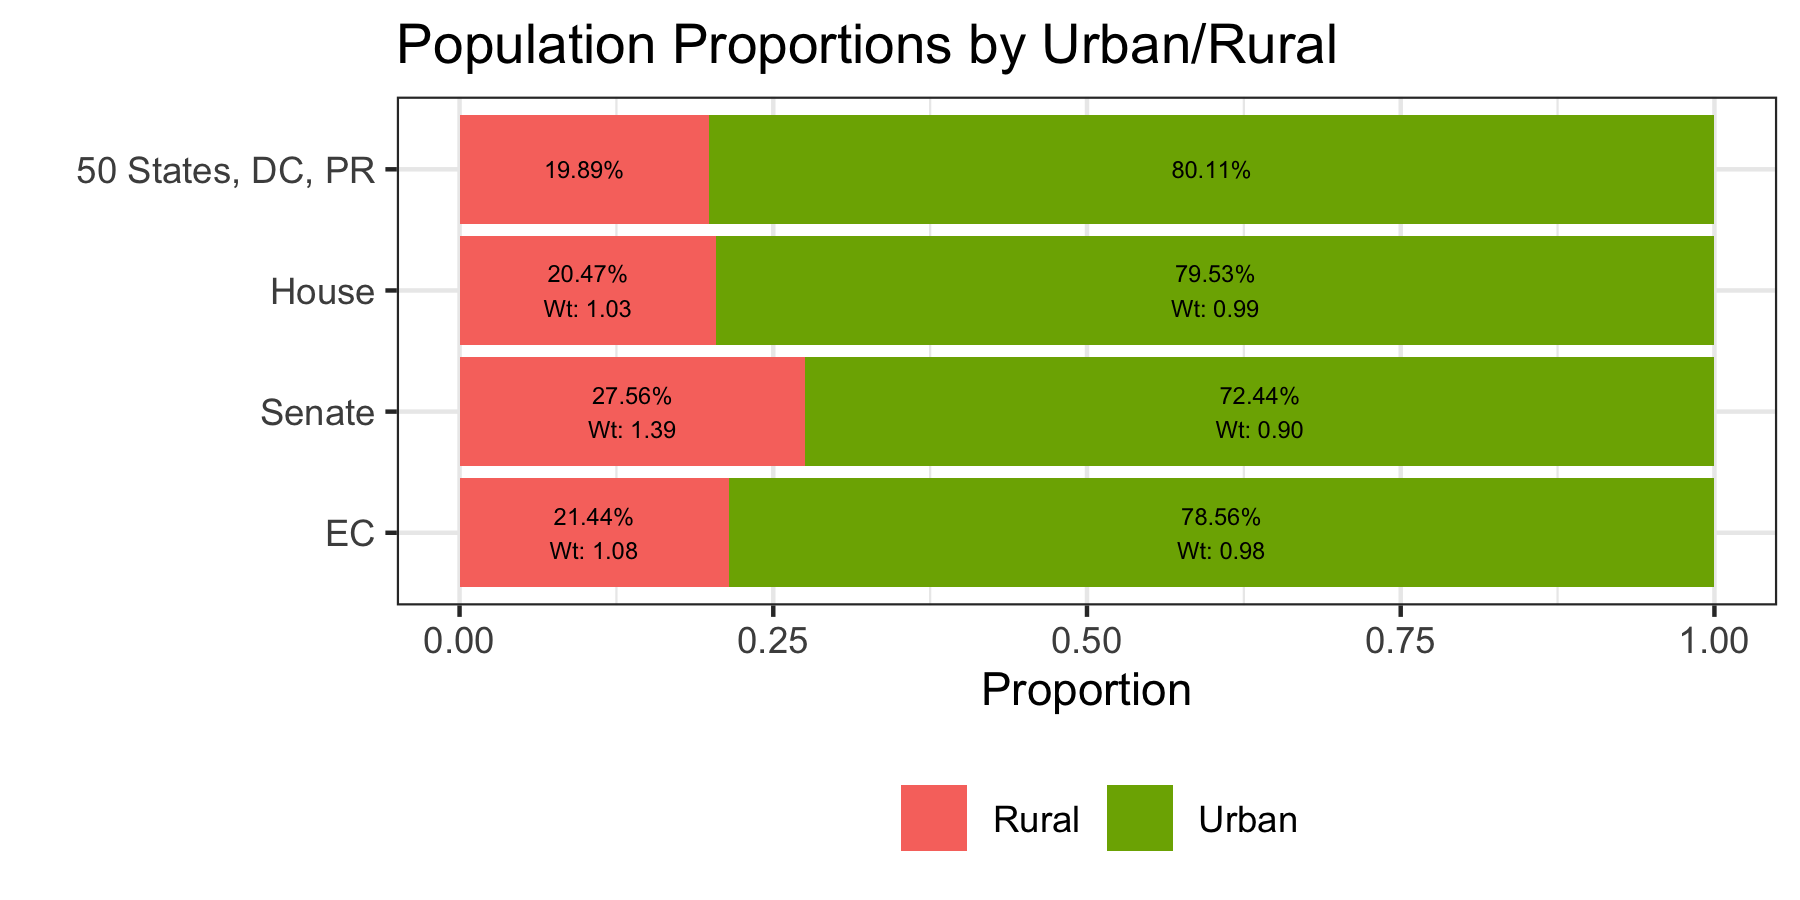 Population Proportions by Urban/Rural
50 States, DC, PR
19.89%
80.11%
House
20.47%
Wt: 1.03
79.53%
Wt: 0.99
Senate
27.56%
Wt: 1.39
72.44%
Wt: 0.90
EC
21.44%
Wt: 1.08
78.56%
Wt: 0.98
0.00 0.25 0.50 0.75 1.00
Proportion
Rural Urban